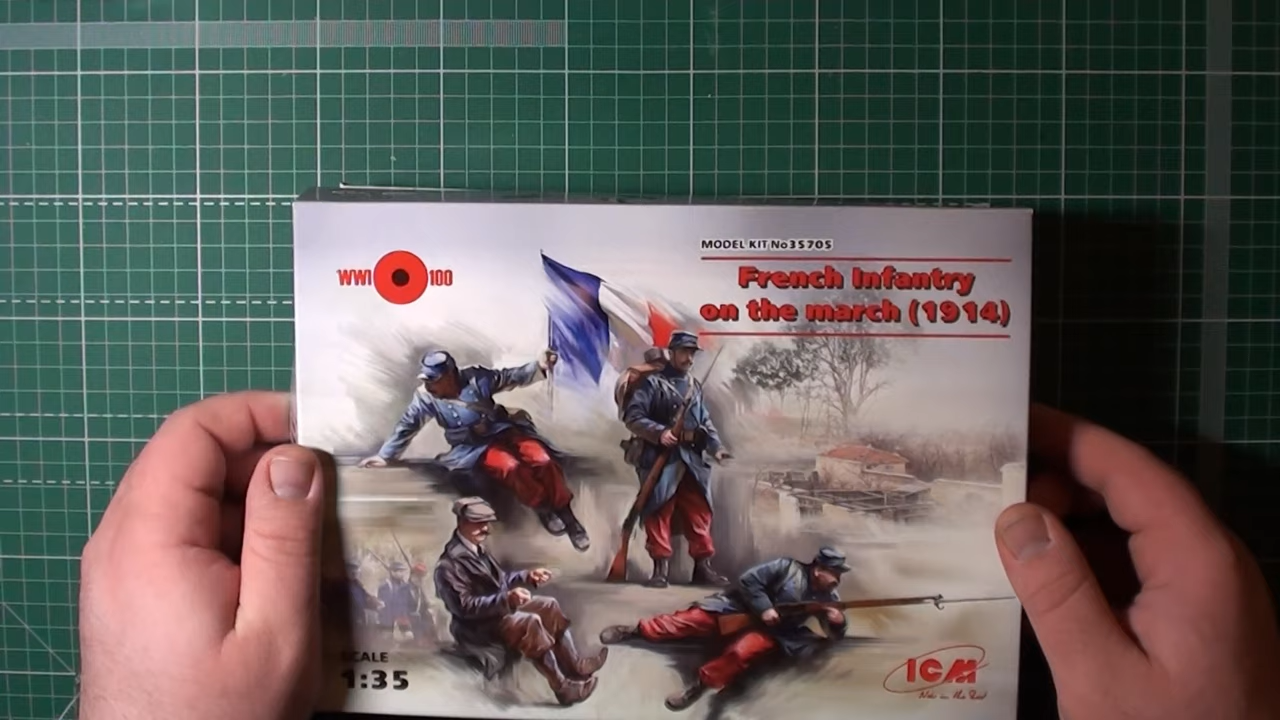 MODEL KIT No35705
WWI 100
French Infantry
on the march (1914)
SCALE
1:35
ICM